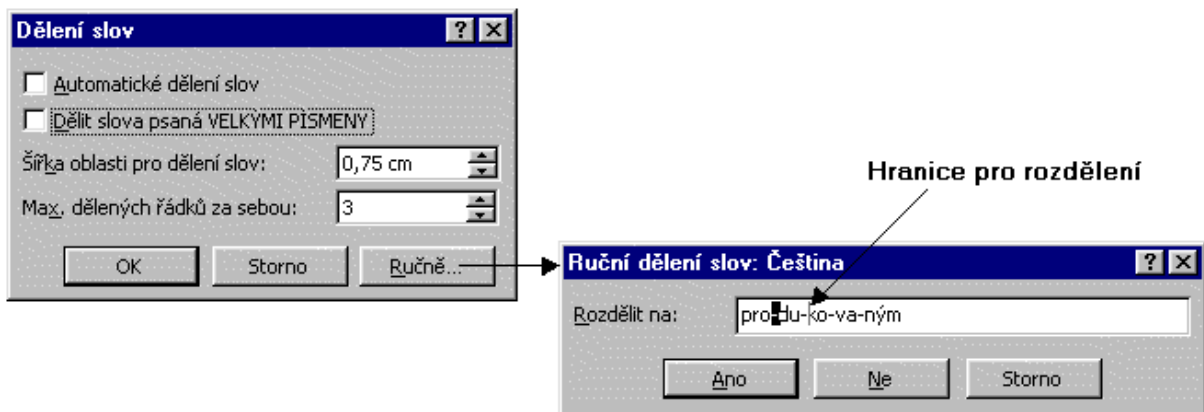 Dělení slov
Automatické dělení slov
Dělit slova psaná VELKÝMI PÍSMENY
Šířka oblasti pro dělení slov: 0,75 cm
Max. dělených řádků za sebou: 3
OK Storno Ručně...
Hranice pro rozdělení
Ruční dělení slov: Čeština
Rozdělit na: pro-du-ko-va-ným
Ano Ne Storno